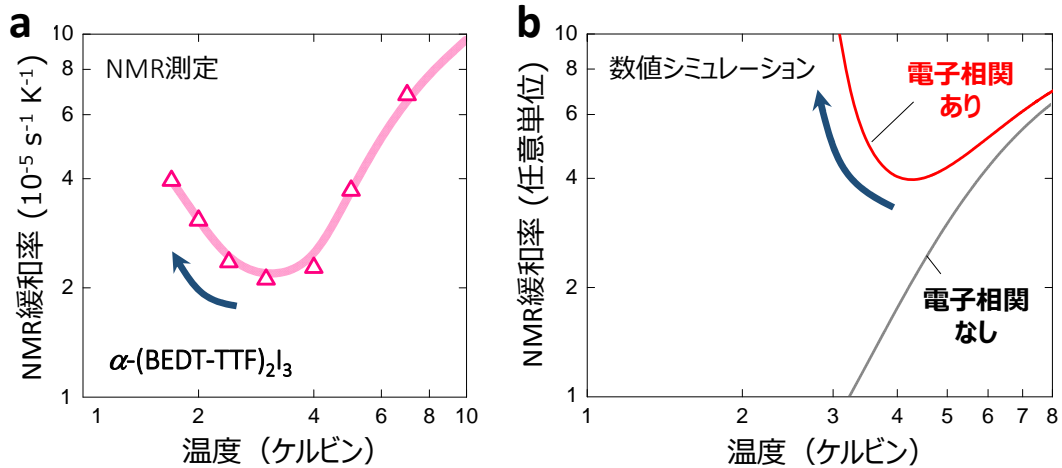 a
NMR測定
NMR緩和率 (10⁻⁵ s⁻¹ K⁻¹)
10
8
6
4
2
1
α-(BEDT-TTF)₂I₃
1
2
4
6
8
10
温度 (ケルビン)
b
数値シミュレーション
NMR緩和率 (任意単位)
10
8
6
4
2
1
電子相関
あり
電子相関
なし
1
2
3
4
5
6
7
8
温度 (ケルビン)